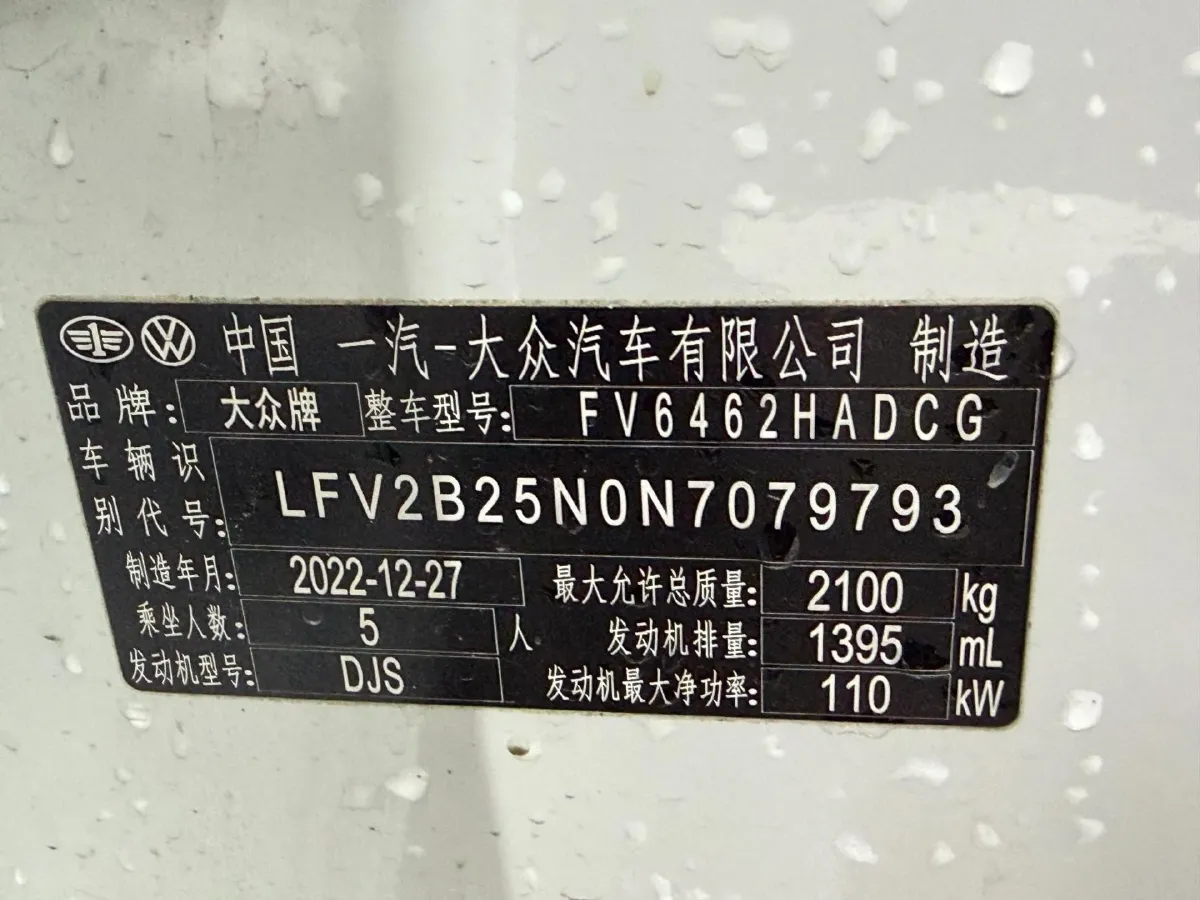 中国 一汽-大众汽车有限公司 制造
品牌: 大众牌 整车型号: FV6462HADCG
车辆识
别代号: LFV2B25N0N7079793
制造年月: 2022-12-27 最大允许总质量: 2100 kg
乘坐人数: 5 人 发动机排量: 1395 mL
发动机型号: DJS 发动机最大净功率: 110 kW